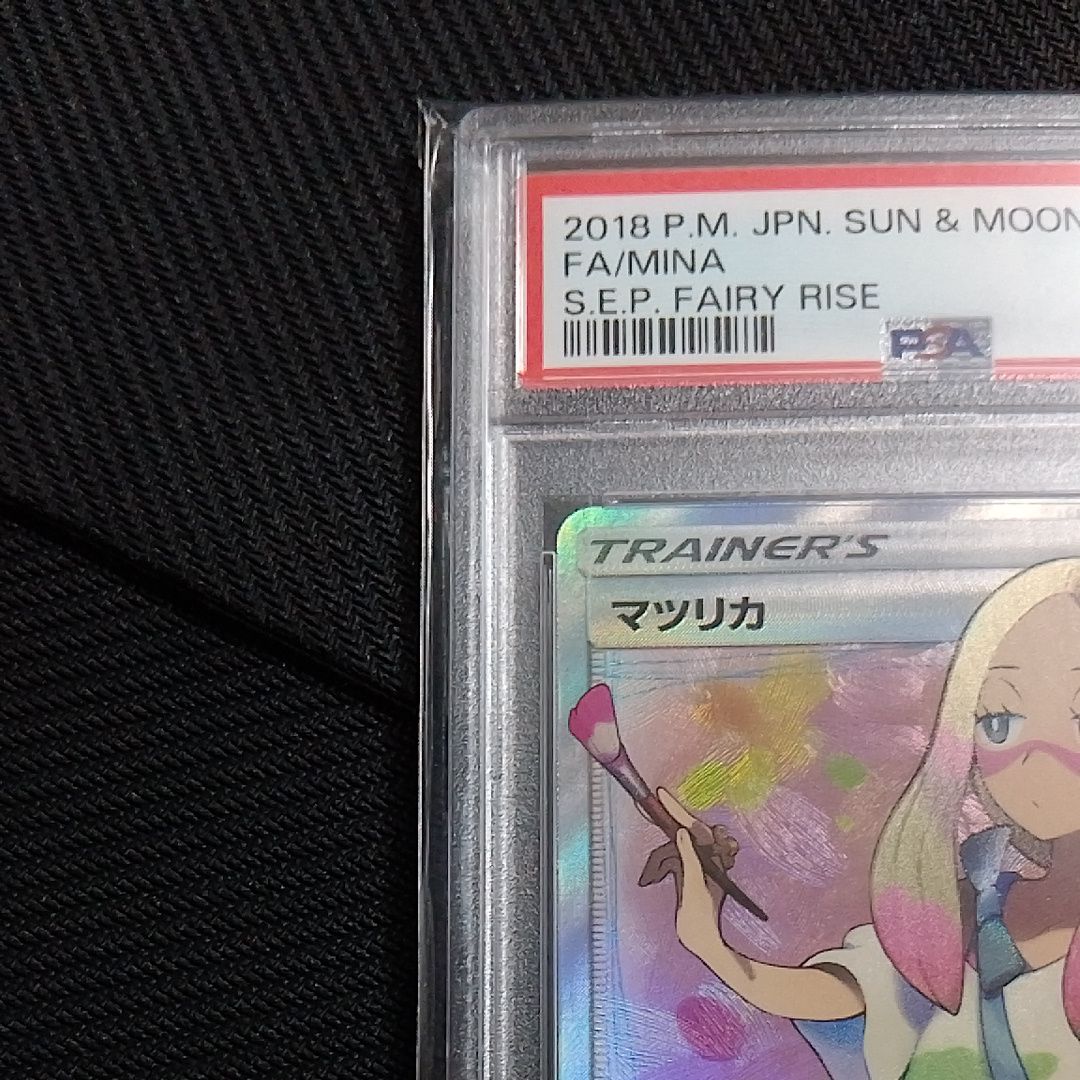 2018 P.M. JPN. SUN & MOON
FA/MINA
S.E.P. FAIRY RISE
PSA
TRAINER'S
マツリカ